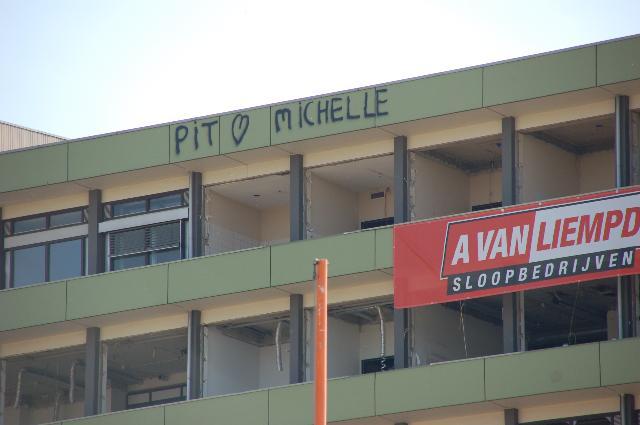 PiT ♡ MiCHELLE
A VAN LIEMPD
SLOOPBEDRIJVEN